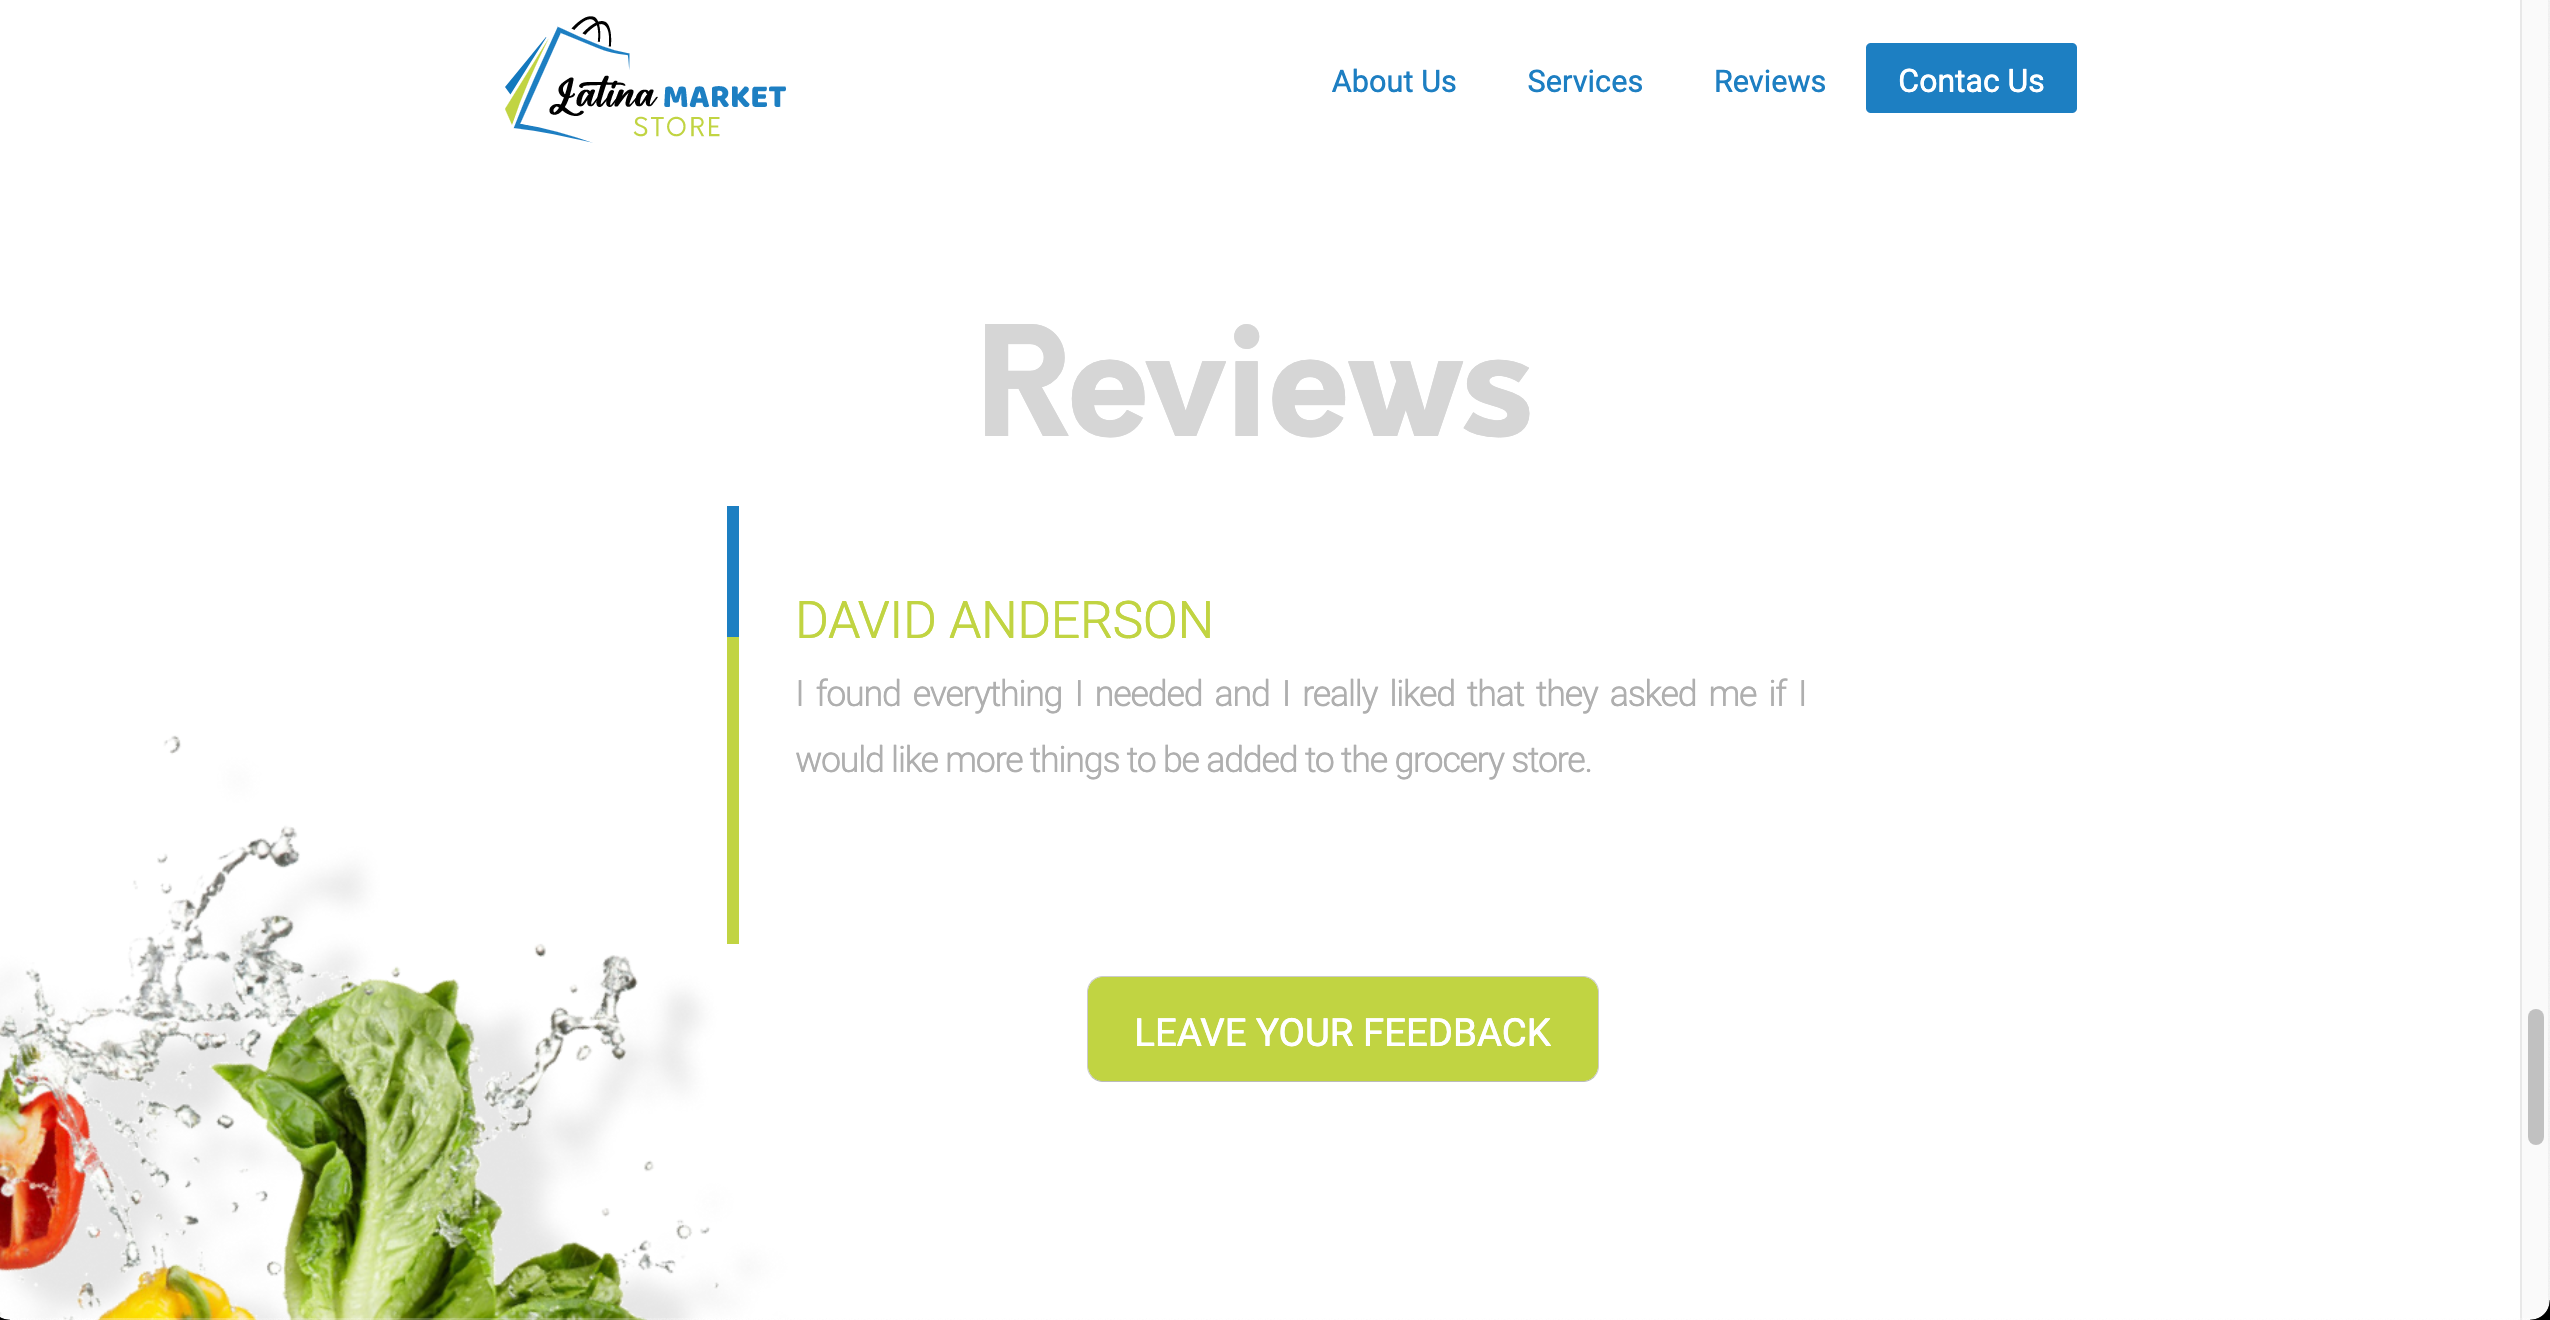 Latina MARKET
STORE
About Us
Services
Reviews
Contac Us
Reviews
DAVID ANDERSON
I found everything I needed and I really liked that they asked me if I
would like more things to be added to the grocery store.
LEAVE YOUR FEEDBACK